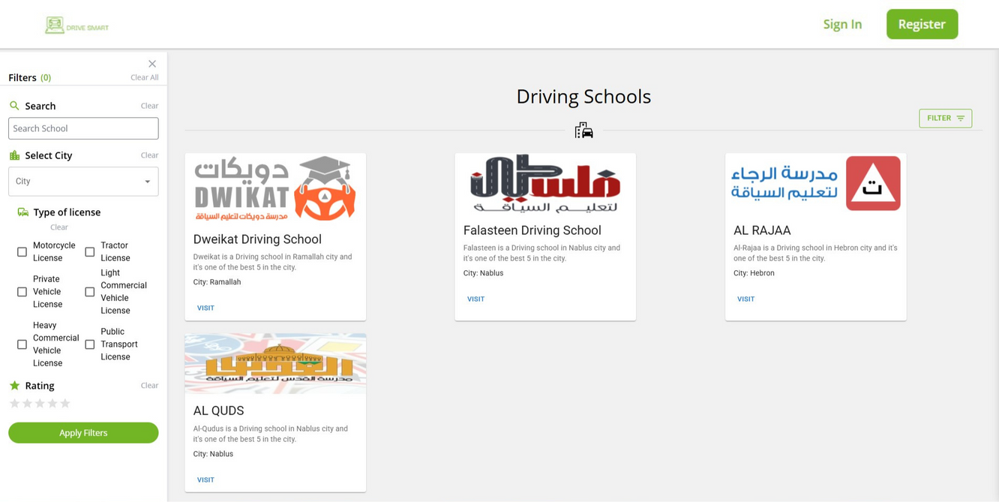 DRIVE SMART
Sign In
Register
Filters (0)
Clear All
Search
Clear
Search School
Select City
Clear
City
Type of license
Clear
Motorcycle
License
Tractor
License
Private
Vehicle
License
Light
Commercial
Vehicle
License
Heavy
Commercial
Vehicle
License
Public
Transport
License
Rating
Clear
Apply Filters
Driving Schools
FILTER
دويكات
DWIKAT
مدرسة دويكات لتعليم السياقة
Dweikat Driving School
Dweikat is a Driving school in Ramallah city and
it's one of the best 5 in the city.
City: Ramallah
VISIT
فلسطين
لتعليم السياقة
Falasteen Driving School
Falasteen is a Driving school in Nablus city and
it's one of the best 5 in the city.
City: Nablus
VISIT
مدرسة الرجاء
لتعليم السياقة
ت
AL RAJAA
Al-Rajaa is a Driving school in Hebron city and it's
one of the best 5 in the city.
City: Hebron
VISIT
القدس
مدرسة القدس لتعليم السياقة
AL QUDS
Al-Qudus is a Driving school in Nablus city and
it's one of the best 5 in the city.
City: Nablus
VISIT